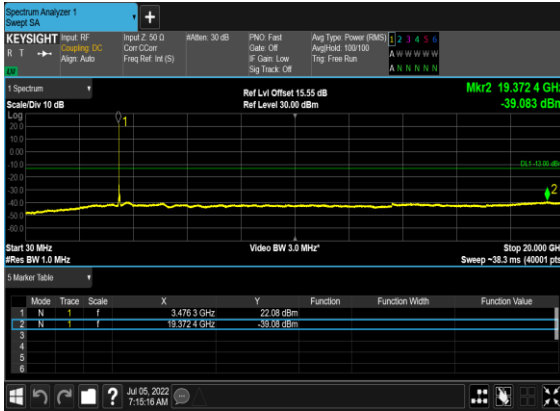 Spectrum Analyzer 1
Swept SA
+
KEYSIGHT Input: RF Input Z: 50 Ω #Atten: 30 dB PNO: Fast Avg Type: Power (RMS) 1 2 3 4 5 6
R T Coupling: DC Corr CCorr Gate: Off Avg|Hold: 100/100 A W W W W W
Align: Auto Freq Ref: Int (S) IF Gain: Low Trig: Free Run
Sig Track: Off A N N N N N
1 Spectrum Ref Lvl Offset 15.55 dB Mkr2 19.372 4 GHz
Scale/Div 10 dB Ref Level 30.00 dBm -39.083 dBm
Log
20.0
10.0
0.00
-10.0
-20.0
-30.0
-40.0
-50.0
-60.0
1
DL1 -13.00 dBm
2
Start 30 MHz Video BW 3.0 MHz* Stop 20.000 GH
#Res BW 1.0 MHz Sweep ~38.3 ms (40001 pts
5 Marker Table
Mode Trace Scale X Y Function Function Width Function Value
1 N 1 f 3.476 3 GHz 22.08 dBm
2 N 1 f 19.372 4 GHz -39.08 dBm
3
4
5
6
? Jul 05, 2022
7:15:16 AM